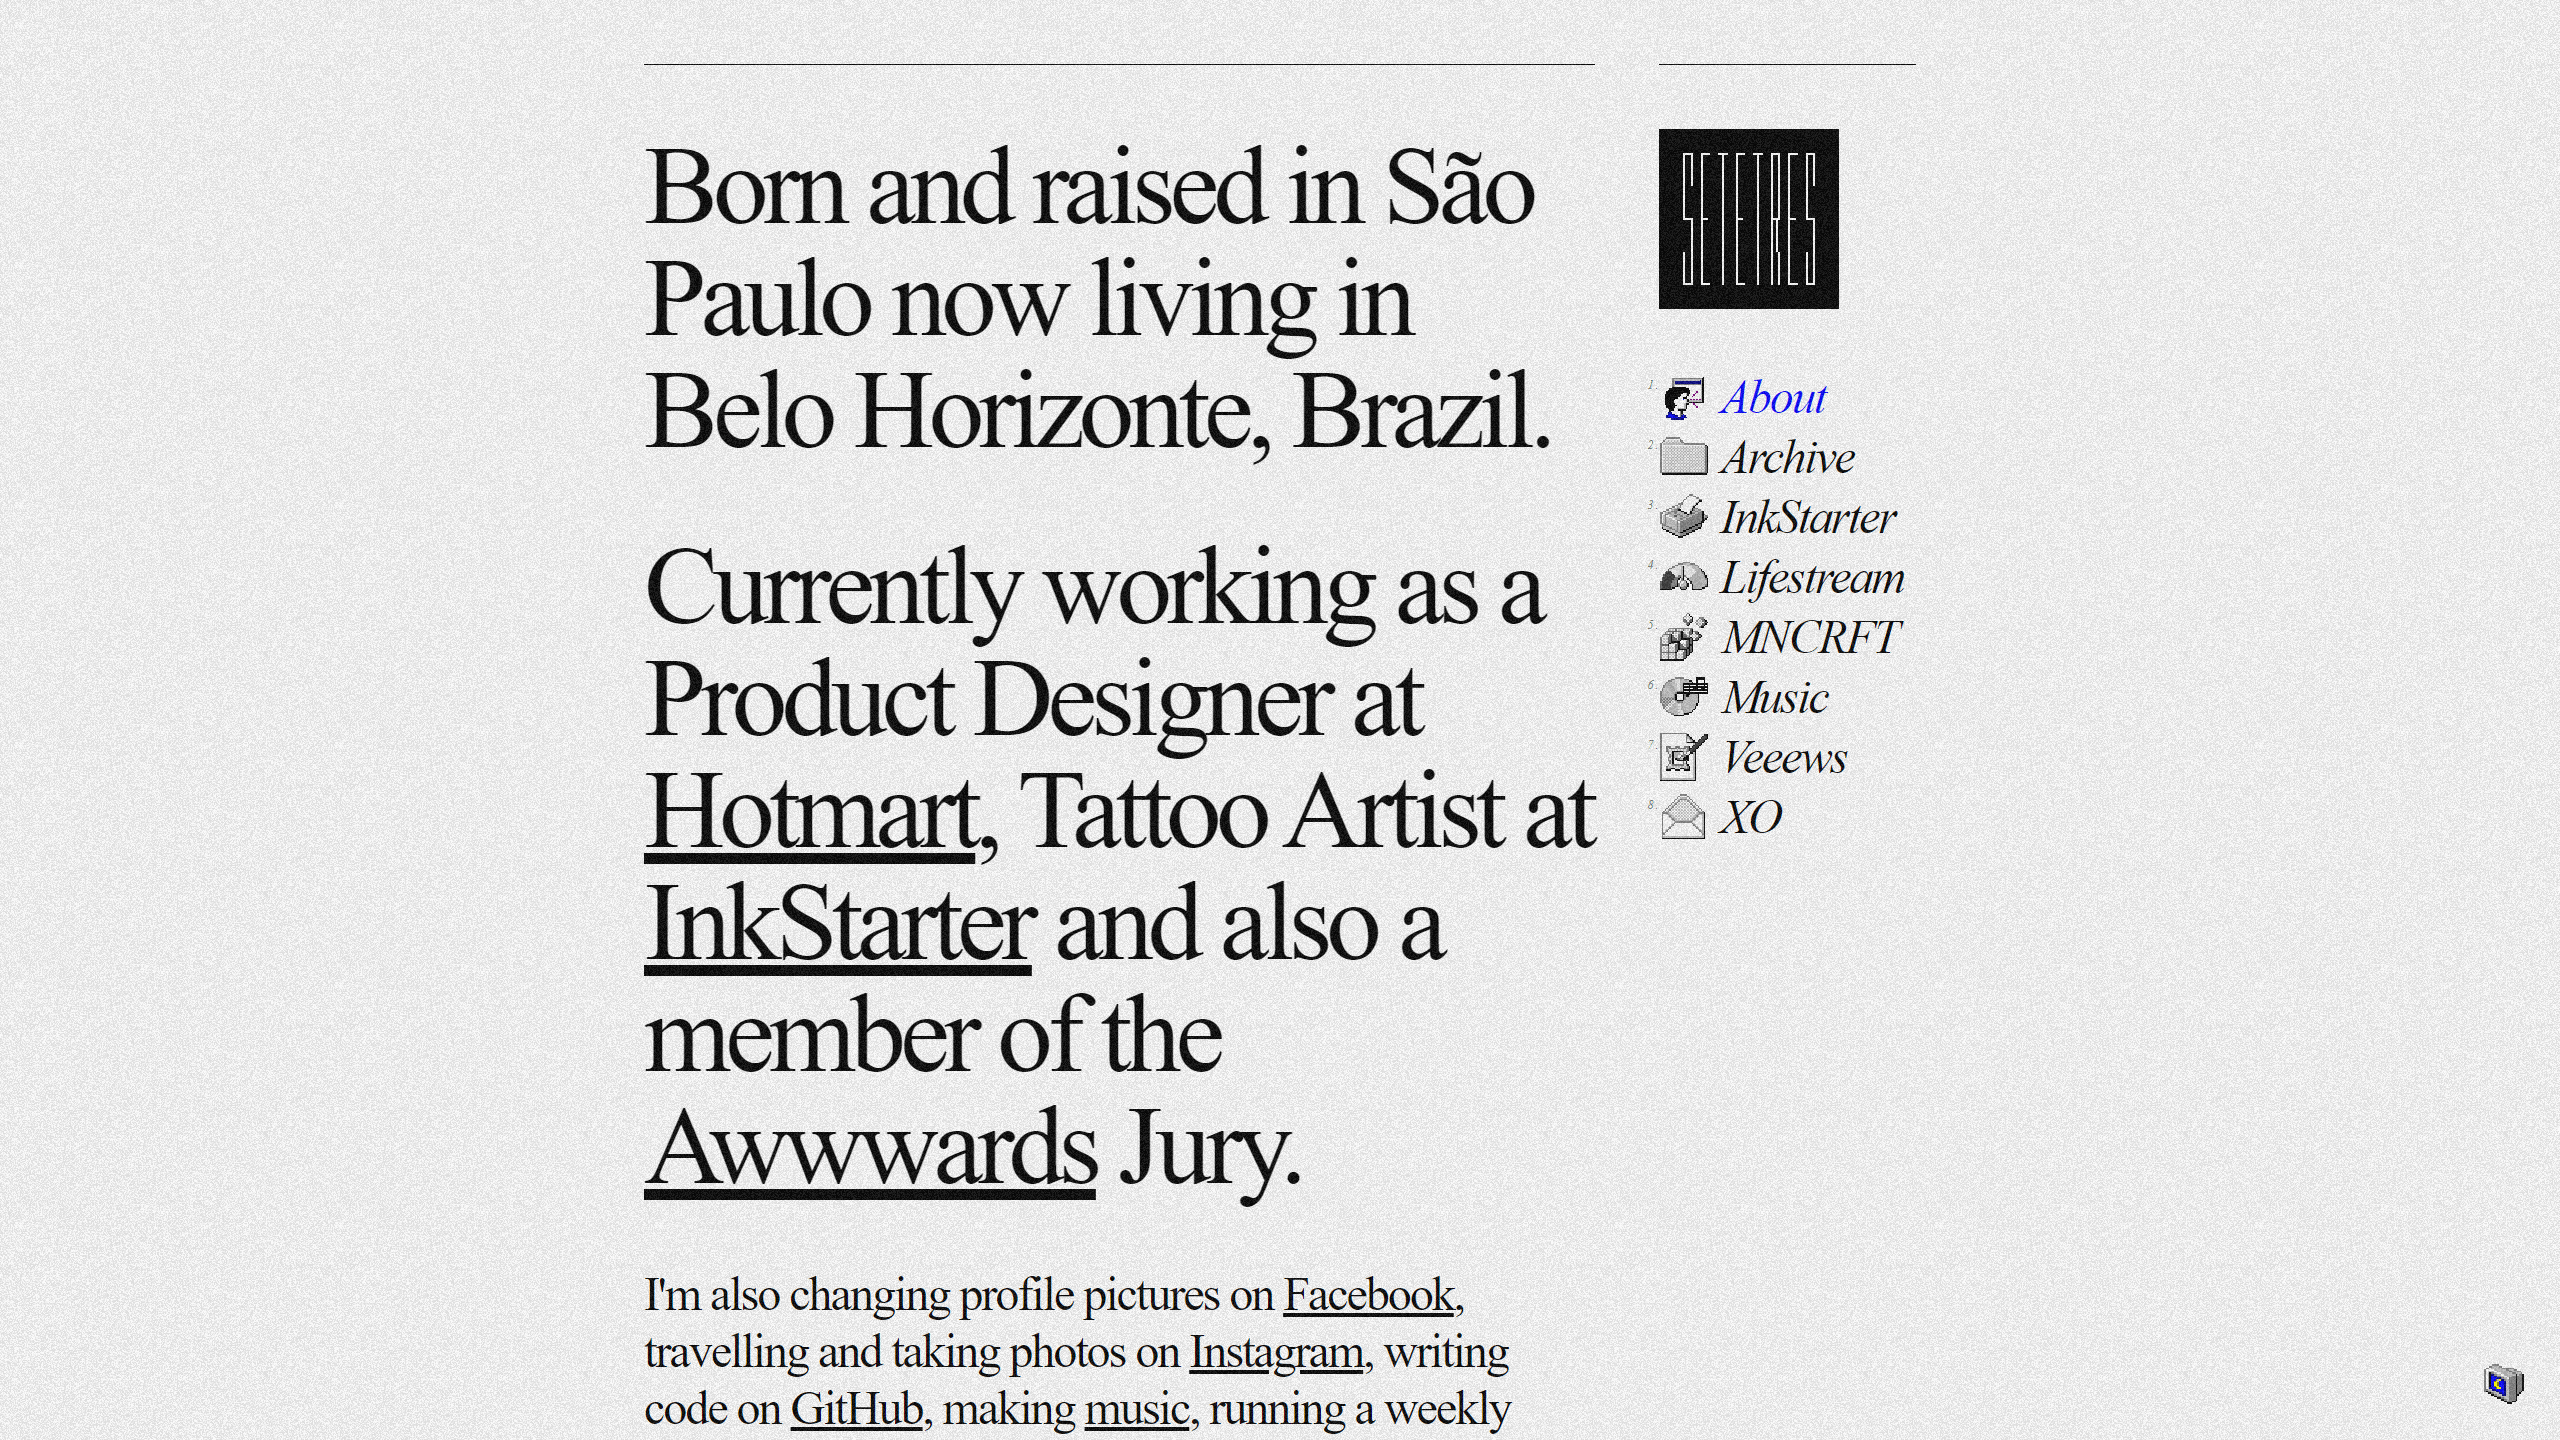 Born and raised in São
Paulo now living in
Belo Horizonte, Brazil.
Currently working as a
Product Designer at
Hotmart, Tattoo Artist at
InkStarter and also a
member of the
Awwwards Jury.
I'm also changing profile pictures on Facebook,
travelling and taking photos on Instagram, writing
code on GitHub, making music, running a weekly
SETETRES
1. About
2. Archive
3. InkStarter
4. Lifestream
5. MNCRFT
6. Music
7. Veeews
8. XO